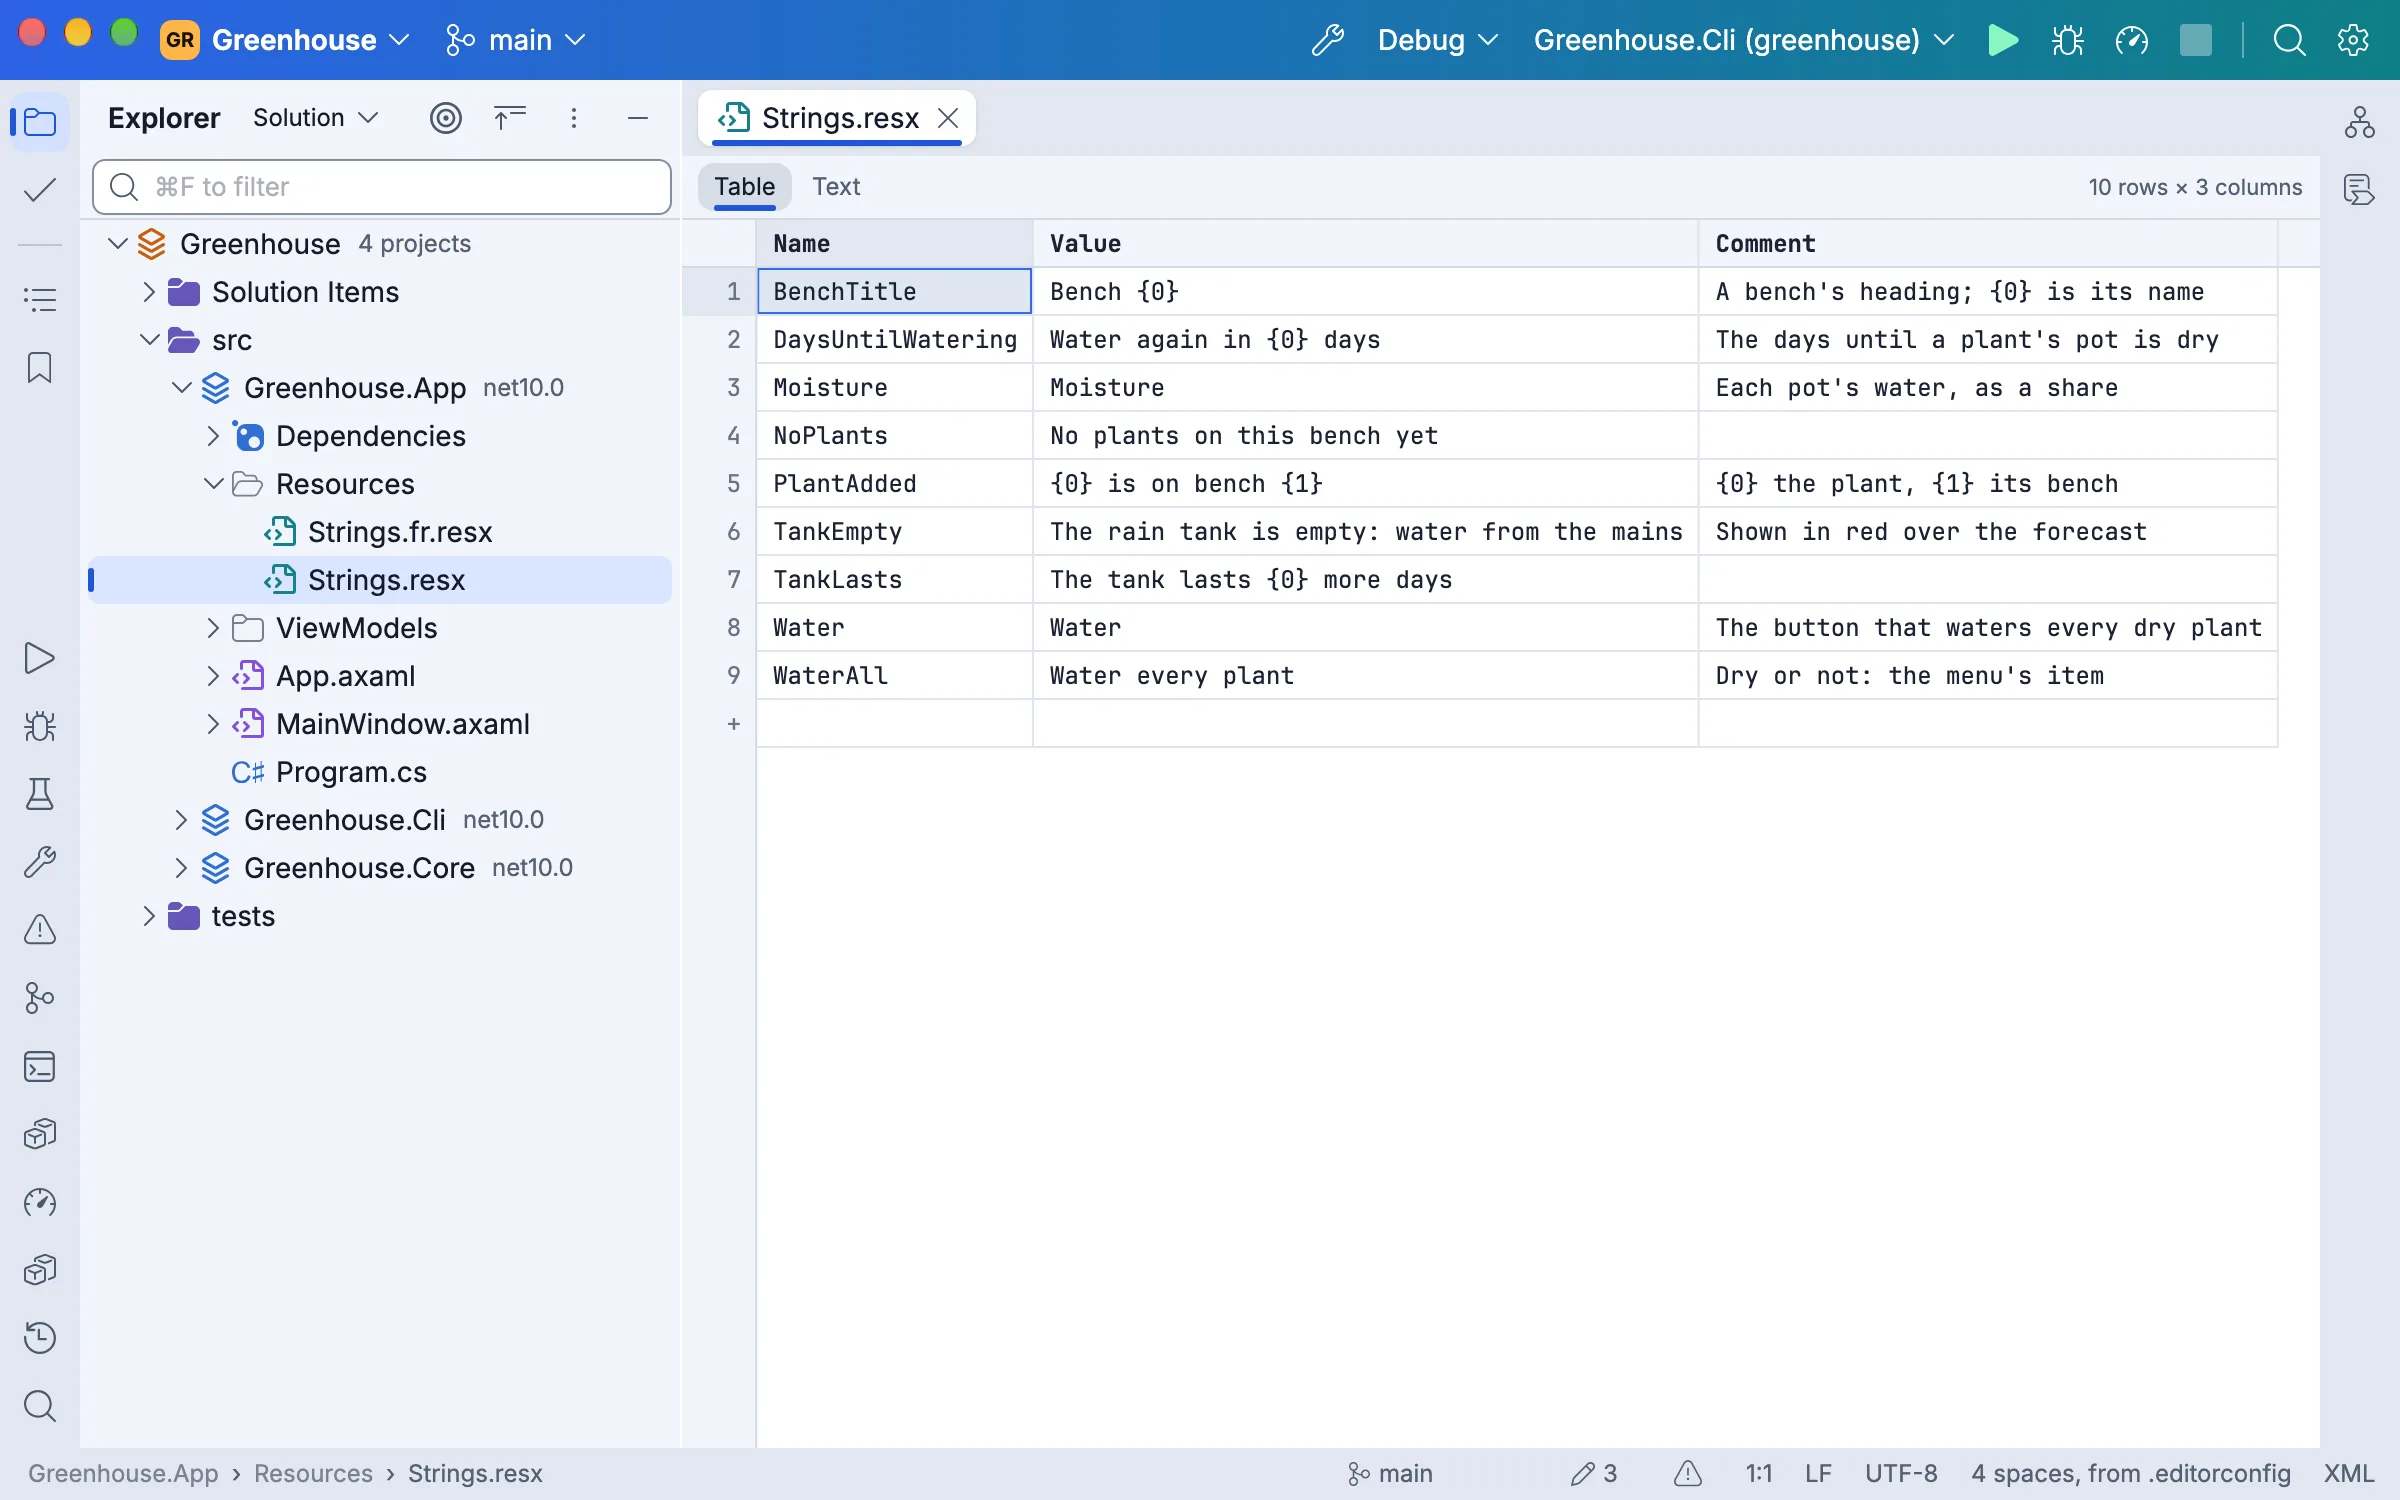 GR Greenhouse main Debug Greenhouse.Cli (greenhouse)
Explorer Solution
⌘F to filter
Greenhouse 4 projects
Solution Items
src
Greenhouse.App net10.0
Dependencies
Resources
Strings.fr.resx
Strings.resx
ViewModels
App.axaml
MainWindow.axaml
C# Program.cs
Greenhouse.Cli net10.0
Greenhouse.Core net10.0
tests
Strings.resx
Table Text 10 rows × 3 columns
Name Value Comment
1 BenchTitle Bench {0} A bench's heading; {0} is its name
2 DaysUntilWatering Water again in {0} days The days until a plant's pot is dry
3 Moisture Moisture Each pot's water, as a share
4 NoPlants No plants on this bench yet
5 PlantAdded {0} is on bench {1} {0} the plant, {1} its bench
6 TankEmpty The rain tank is empty: water from the mains Shown in red over the forecast
7 TankLasts The tank lasts {0} more days
8 Water Water The button that waters every dry plant
9 WaterAll Water every plant Dry or not: the menu's item
+
Greenhouse.App › Resources › Strings.resx main 3 1:1 LF UTF-8 4 spaces, from .editorconfig XML